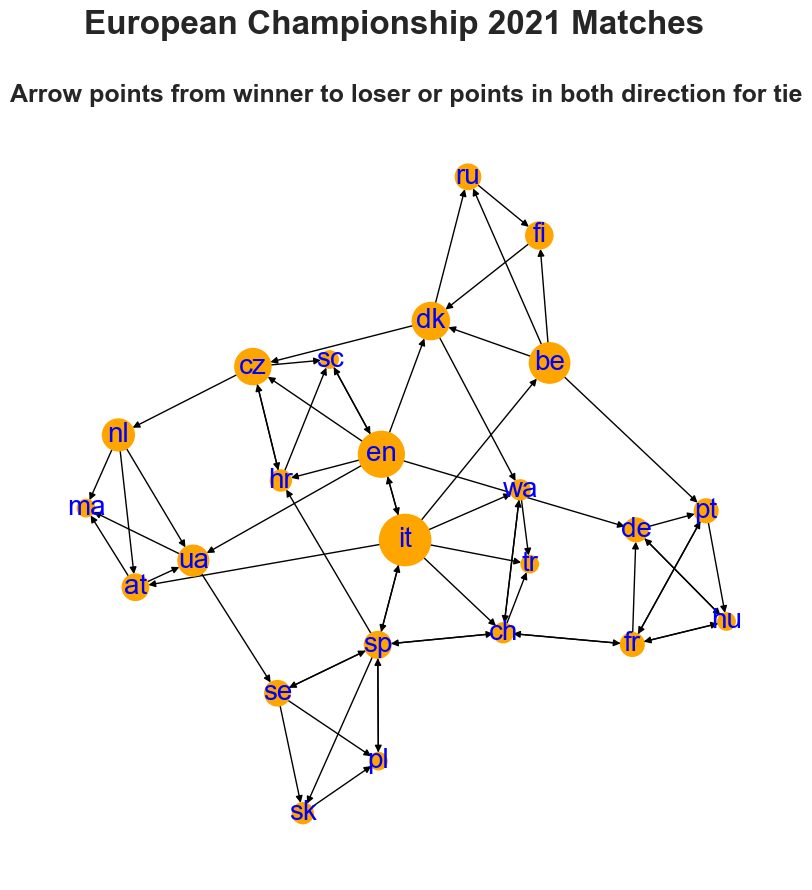 European Championship 2021 Matches
Arrow points from winner to loser or points in both direction for tie
ru
fi
dk
sc
cz
be
nl
en
hr
wa
ma
pt
de
it
ua
tr
at
hu
ch
sp
fr
se
pl
sk